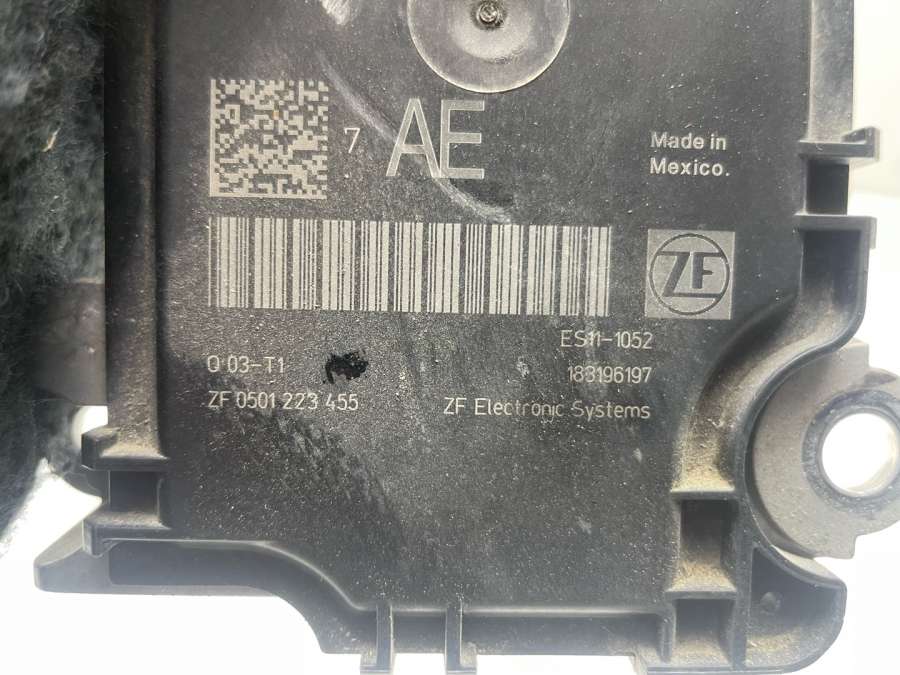 7 AE
Made in
Mexico.
ZF
ES11-1052
Q 03-T1
183196197
ZF 0501 223 455
ZF Electronic Systems